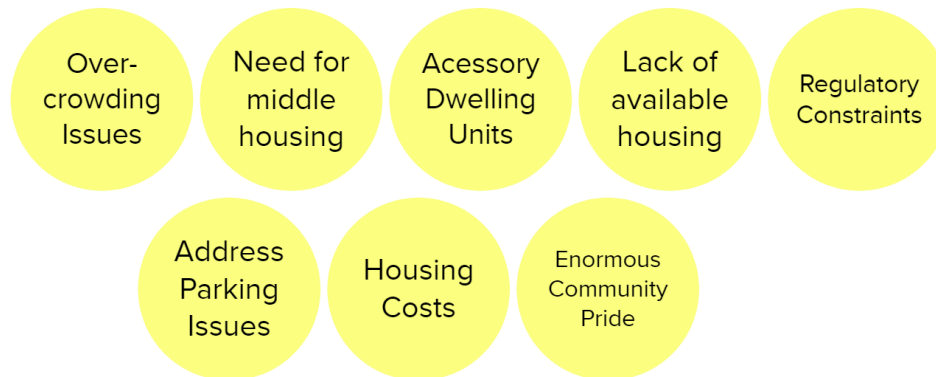 Over-
crowding
Issues
Need for
middle
housing
Acessory
Dwelling
Units
Lack of
available
housing
Regulatory
Constraints
Address
Parking
Issues
Housing
Costs
Enormous
Community
Pride